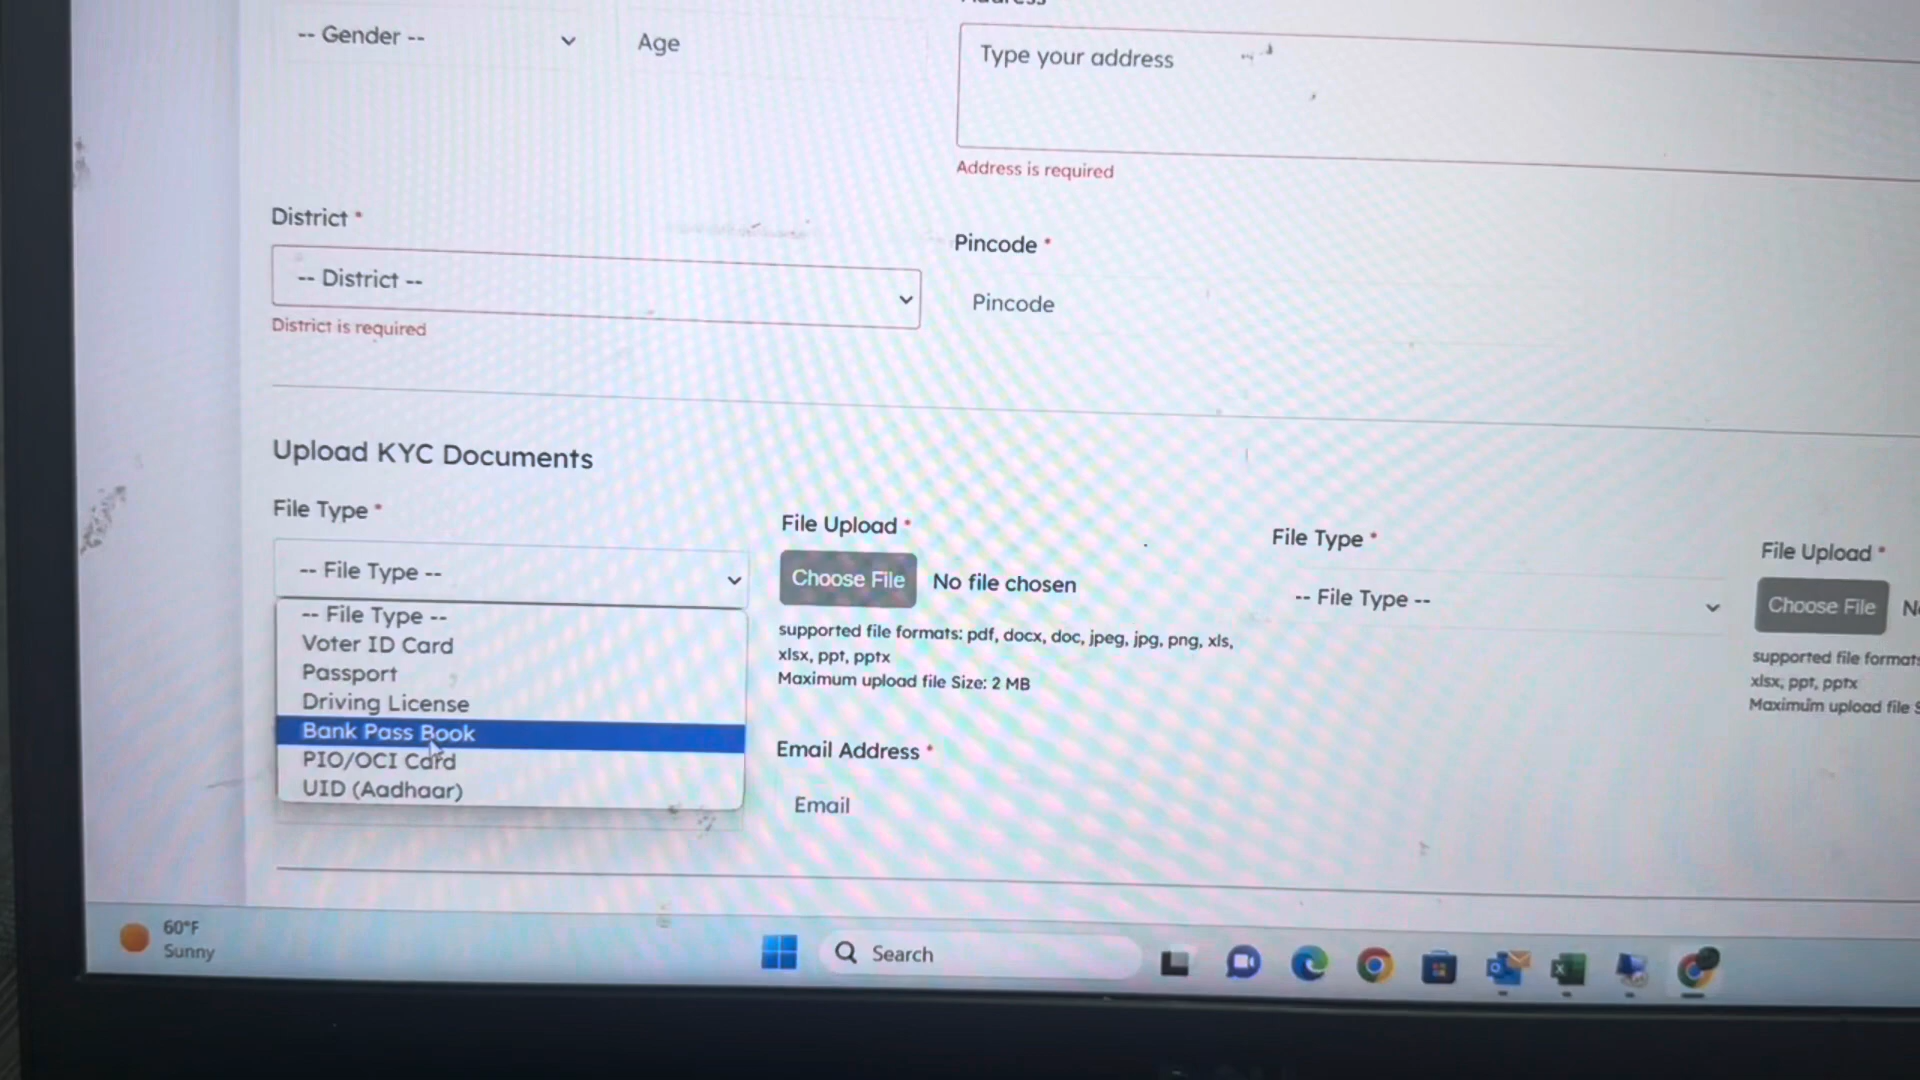 -- Gender --
Age
Type your address
Address is required
District *
-- District --
District is required
Pincode *
Pincode
Upload KYC Documents
File Type *
-- File Type --
-- File Type --
Voter ID Card
Passport
Driving License
Bank Pass Book
PIO/OCI Card
UID (Aadhaar)
File Upload *
Choose File No file chosen
supported file formats: pdf, docx, doc, jpeg, jpg, png, xls,
xlsx, ppt, pptx
Maximum upload file Size: 2 MB
Email Address *
Email
File Type *
-- File Type --
File Upload *
Choose File
supported file formats
xlsx, ppt, pptx
Maximum upload file
60°F
Sunny
Search